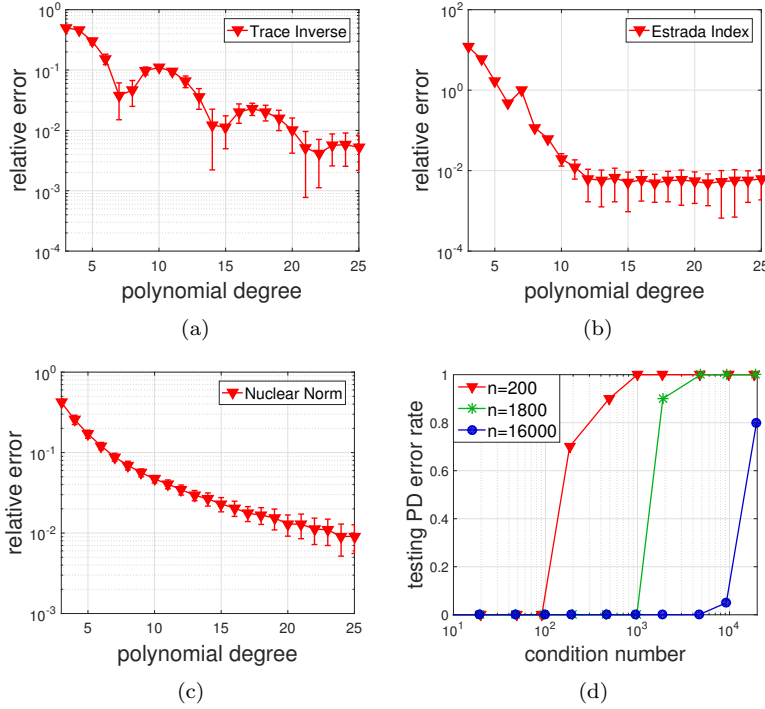 10^0
10^-1
10^-2
10^-3
10^-4
relative error
Trace Inverse
5 10 15 20 25
polynomial degree
(a)
10^2
10^0
10^-2
10^-4
relative error
Estrada Index
5 10 15 20 25
polynomial degree
(b)
10^0
10^-1
10^-2
10^-3
relative error
Nuclear Norm
5 10 15 20 25
polynomial degree
(c)
1
0.8
0.6
0.4
0.2
0
testing PD error rate
n=200
n=1800
n=16000
10^1 10^2 10^3 10^4
condition number
(d)